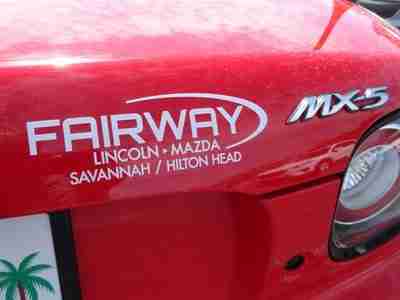 FAIRWAY
LINCOLN • MAZDA
SAVANNAH / HILTON HEAD
MX-5